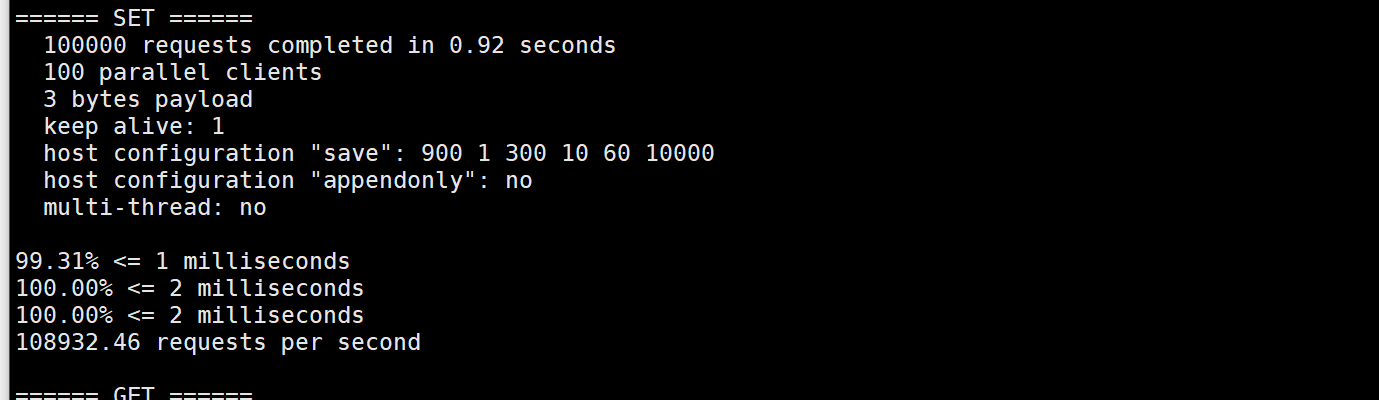 ====== SET ======
  100000 requests completed in 0.92 seconds
  100 parallel clients
  3 bytes payload
  keep alive: 1
  host configuration "save": 900 1 300 10 60 10000
  host configuration "appendonly": no
  multi-thread: no

99.31% <= 1 milliseconds
100.00% <= 2 milliseconds
100.00% <= 2 milliseconds
108932.46 requests per second

====== GET ======